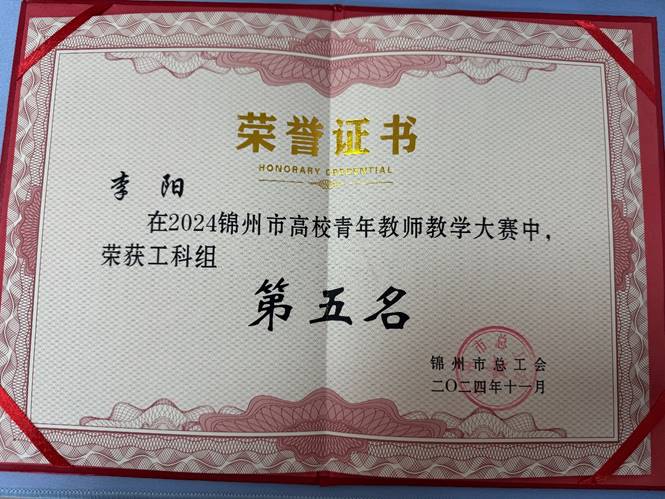 荣誉证书
HONORARY CREDENTIAL
李 阳
在2024锦州市高校青年教师教学大赛中，
荣获工科组
第五名
锦州市总工会
二〇二四年十一月